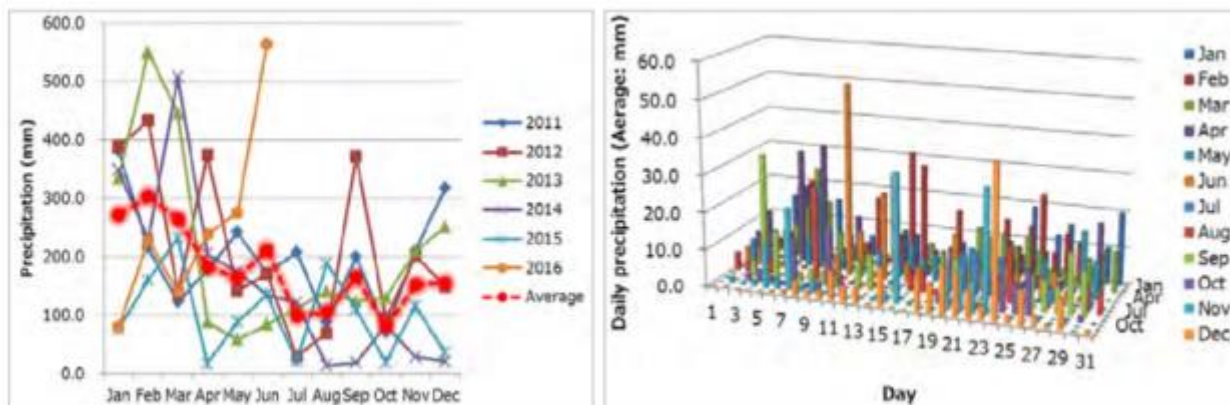 600.0
500.0
400.0
300.0
200.0
100.0
0.0
Precipitation (mm)
Jan Feb Mar Apr May Jun Jul Aug Sep Oct Nov Dec
2011
2012
2013
2014
2015
2016
Average
60.0
50.0
40.0
30.0
20.0
10.0
0.0
Daily precipitation (Aerage: mm)
1 3 5 7 9 11 13 15 17 19 21 23 25 27 29 31
Day
Jan
Apr
Jul
Oct
Jan
Feb
Mar
Apr
May
Jun
Jul
Aug
Sep
Oct
Nov
Dec